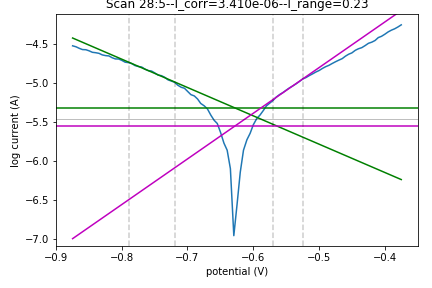 Scan 28:5--I_corr=3.410e-06--I_range=0.23
log current (A)
−4.5
−5.0
−5.5
−6.0
−6.5
−7.0
−0.9 −0.8 −0.7 −0.6 −0.5 −0.4
potential (V)